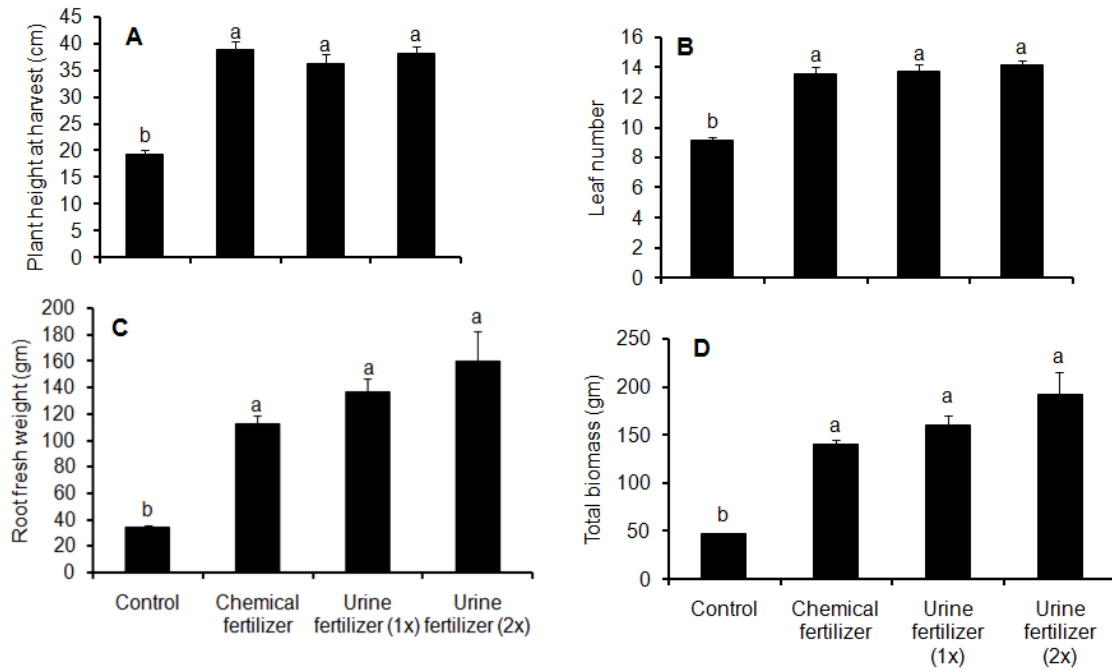 A
Plant height at harvest (cm)
45
40
35
30
25
20
15
10
5
0
b
a
a
a
B
Leaf number
16
14
12
10
8
6
4
2
0
b
a
a
a
C
Root fresh weight (gm)
200
180
160
140
120
100
80
60
40
20
0
b
a
a
a
Control
Chemical
fertilizer
Urine
fertilizer (1x)
Urine
fertilizer (2x)
D
Total biomass (gm)
250
200
150
100
50
0
b
a
a
a
Control
Chemical
fertilizer
Urine
fertilizer
(1x)
Urine
fertilizer
(2x)